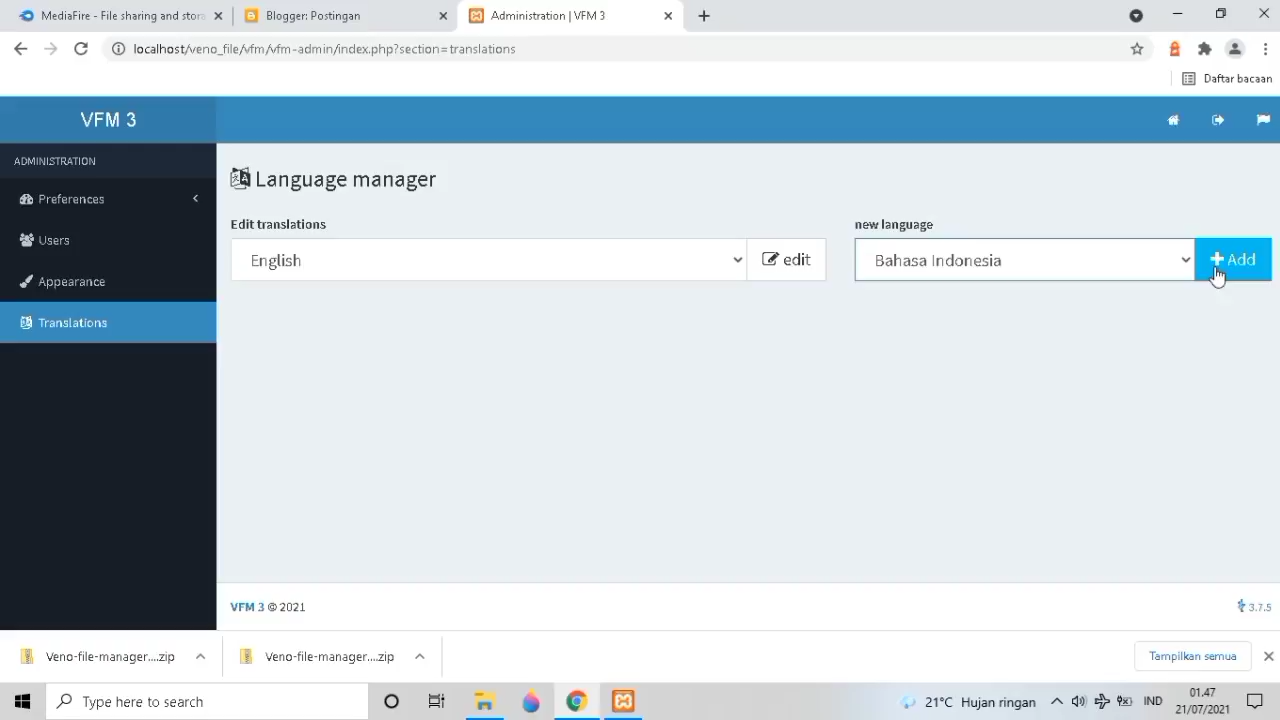 MediaFire - File sharing and stor
Blogger: Postingan
Administration | VFM 3
localhost/veno_file/vfm/vfm-admin/index.php?section=translations
Daftar bacaan
VFM 3
ADMINISTRATION
Preferences
Users
Appearance
Translations
Language manager
Edit translations
new language
English
edit
Bahasa Indonesia
Add
VFM 3 © 2021
3.7.5
Veno-file-manager....zip
Veno-file-manager....zip
Tampilkan semua
Type here to search
21°C Hujan ringan
IND
01.47
21/07/2021